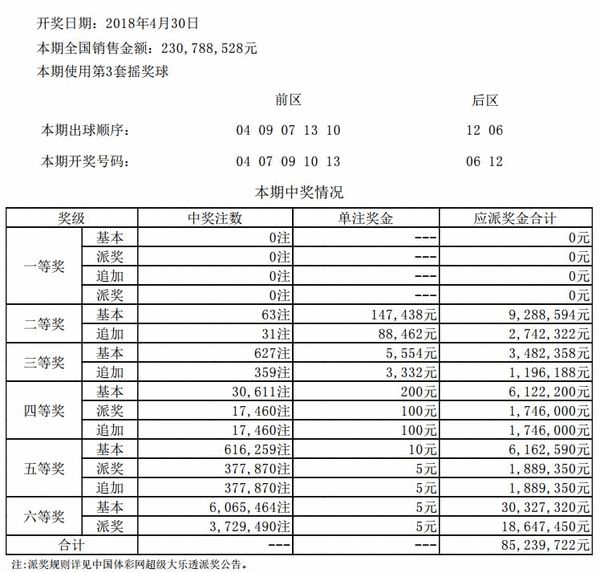 开奖日期：2018年4月30日
本期全国销售金额：230,788,528元
本期使用第3套摇奖球
前区 后区
本期出球顺序： 04 09 07 13 10 12 06
本期开奖号码： 04 07 09 10 13 06 12
本期中奖情况
奖级 中奖注数 单注奖金 应派奖金合计
一等奖 基本 0注 --- 0元
派奖 0注 --- 0元
追加 0注 --- 0元
派奖 0注 --- 0元
二等奖 基本 63注 147,438元 9,288,594元
追加 31注 88,462元 2,742,322元
三等奖 基本 627注 5,554元 3,482,358元
追加 359注 3,332元 1,196,188元
四等奖 基本 30,611注 200元 6,122,200元
派奖 17,460注 100元 1,746,000元
追加 17,460注 100元 1,746,000元
五等奖 基本 616,259注 10元 6,162,590元
派奖 377,870注 5元 1,889,350元
追加 377,870注 5元 1,889,350元
六等奖 基本 6,065,464注 5元 30,327,320元
派奖 3,729,490注 5元 18,647,450元
合计 --- --- 85,239,722元
注:派奖规则详见中国体彩网超级大乐透派奖公告。